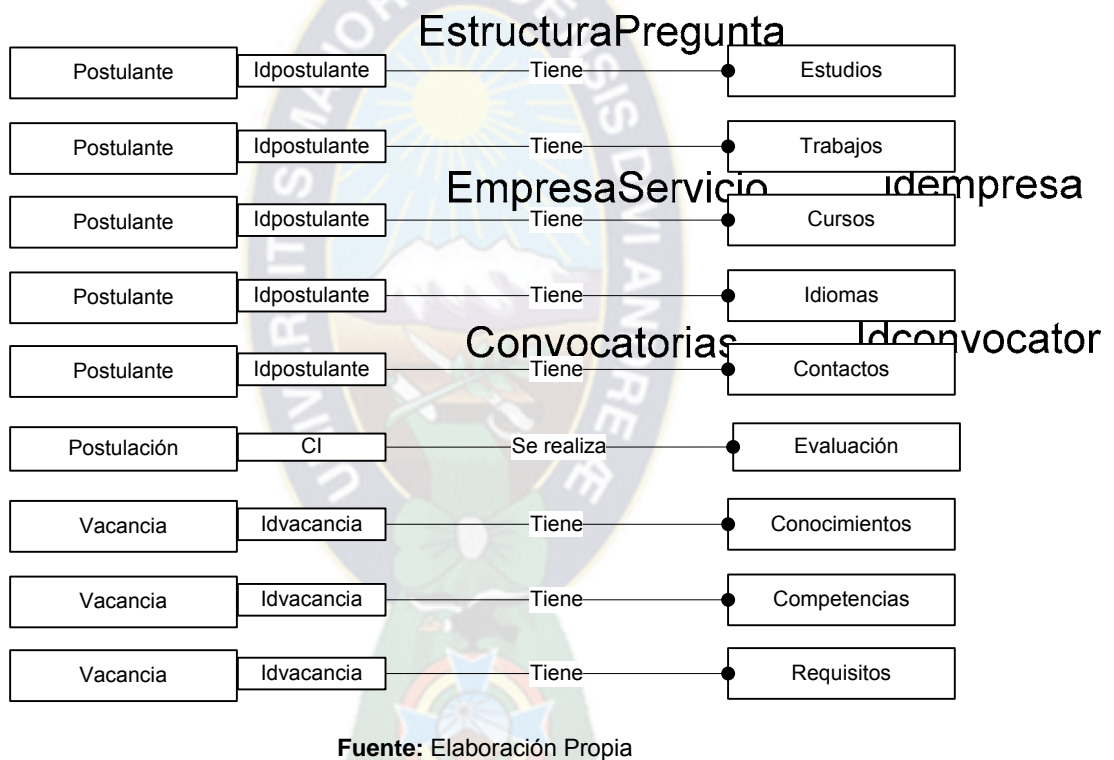 EstructuraPregunta
Postulante Idpostulante Tiene Estudios
Postulante Idpostulante Tiene Trabajos
EmpresaServicio Idempresa
Postulante Idpostulante Tiene Cursos
Postulante Idpostulante Tiene Idiomas
Convocatorias Idconvocator
Postulante Idpostulante Tiene Contactos
Postulación CI Se realiza Evaluación
Vacancia Idvacancia Tiene Conocimientos
Vacancia Idvacancia Tiene Competencias
Vacancia Idvacancia Tiene Requisitos
Fuente: Elaboración Propia